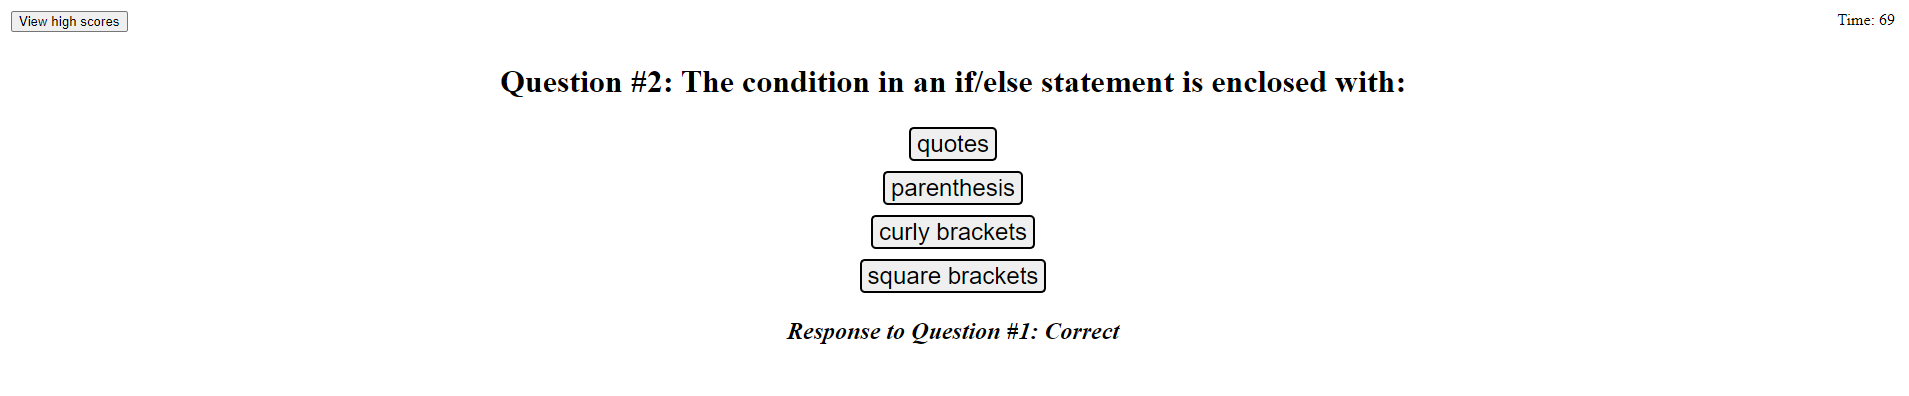 View high scores
Time: 69
Question #2: The condition in an if/else statement is enclosed with:
quotes
parenthesis
curly brackets
square brackets
Response to Question #1: Correct